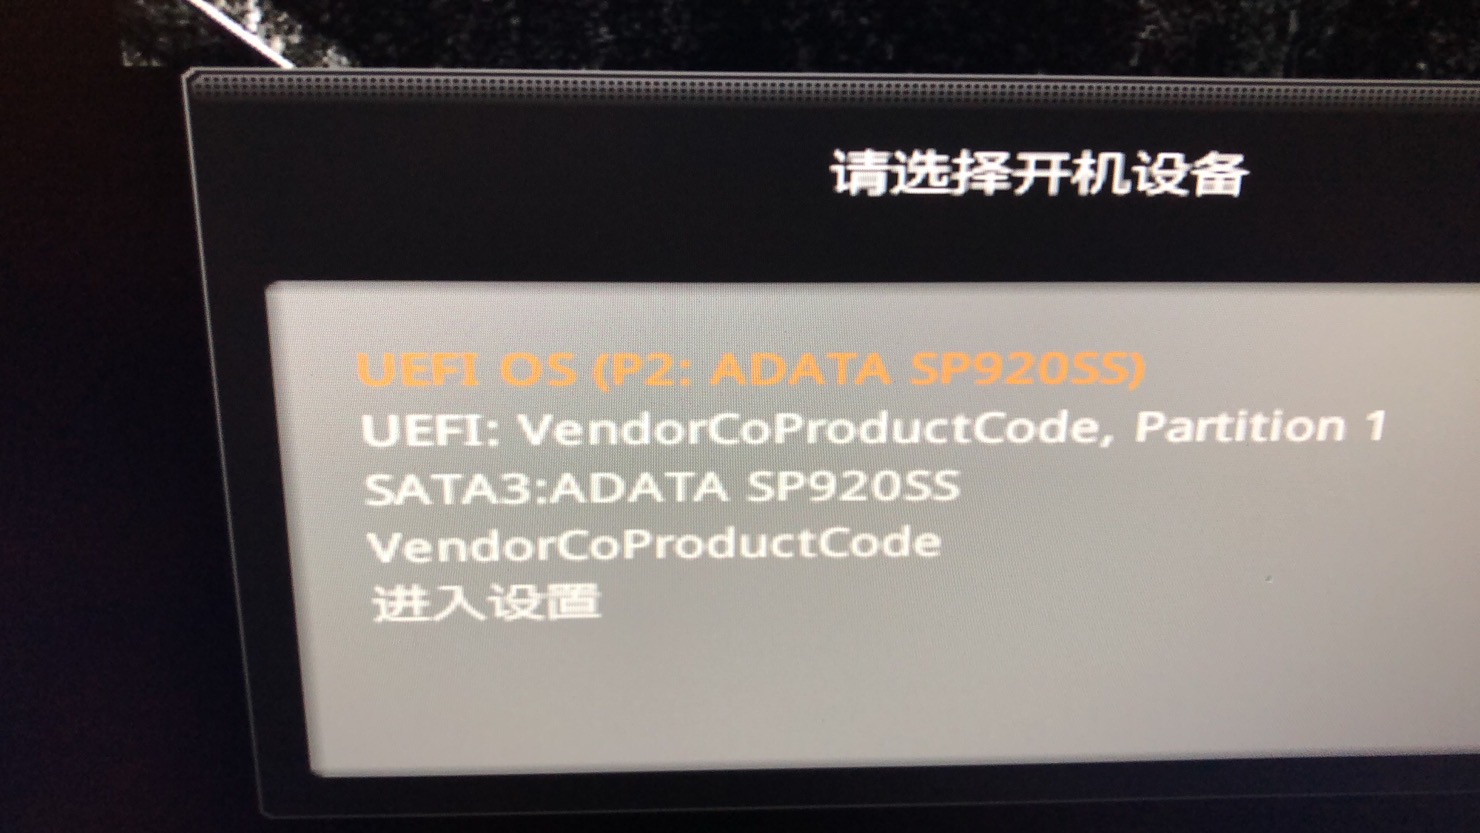 请选择开机设备
UEFI OS (P2: ADATA SP920SS)
UEFI: VendorCoProductCode, Partition 1
SATA3:ADATA SP920SS
VendorCoProductCode
进入设置